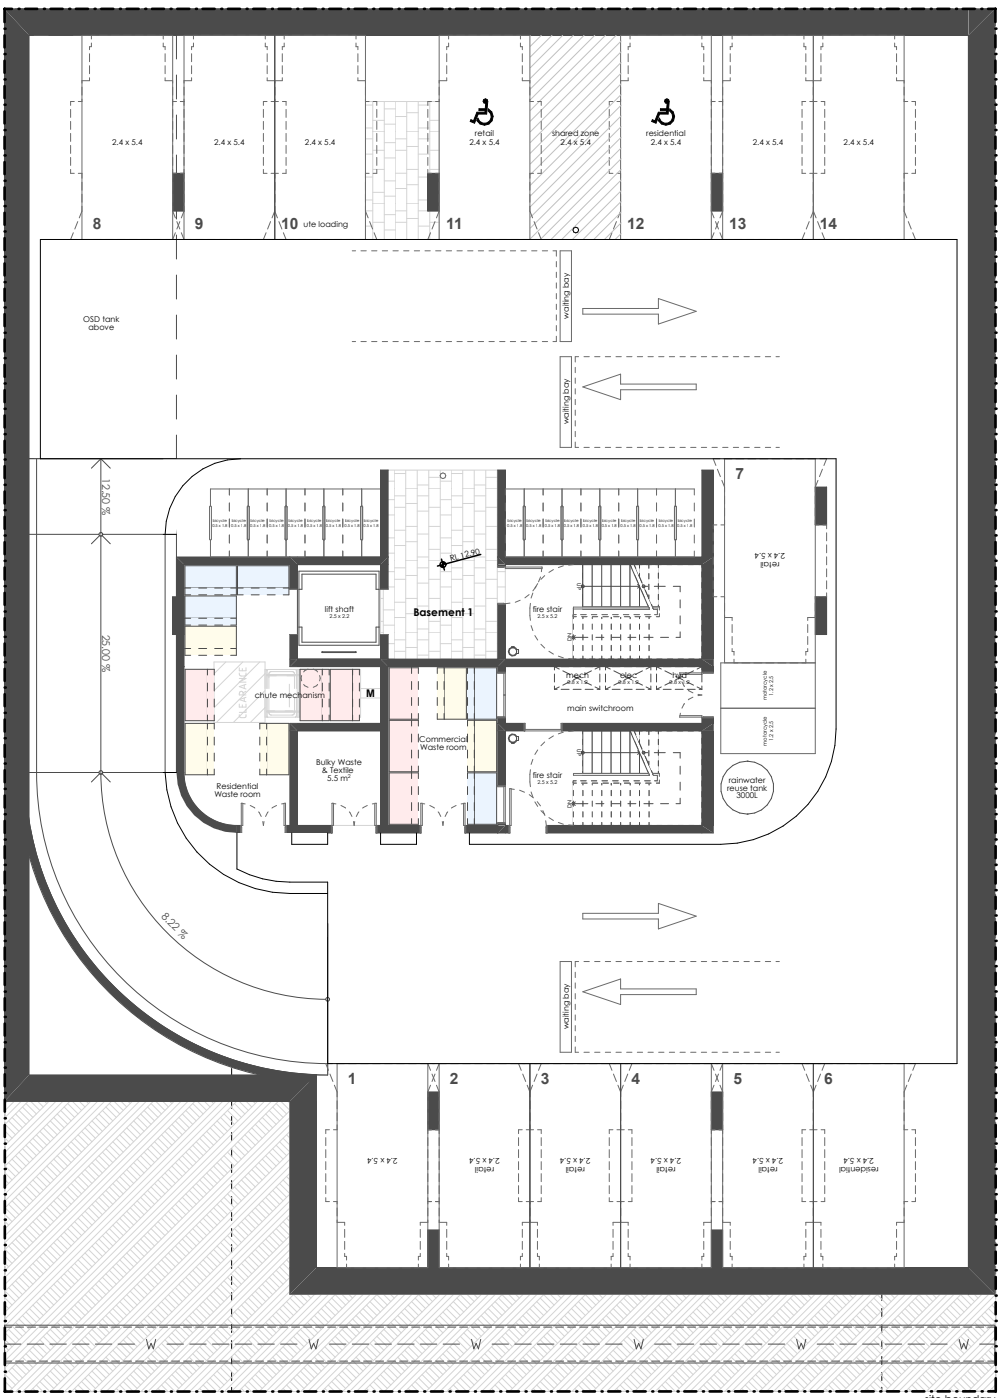 retail
2.4 x 5.4
shared zone
2.4 x 5.4
residential
2.4 x 5.4
2.4 x 5.4
2.4 x 5.4
2.4 x 5.4
2.4 x 5.4
2.4 x 5.4
8
9
10 ute loading
11
12
13
14
OSD tank
above
waiting bay
waiting bay
12.50 %
25.00 %
8.22 %
7
retail
2.4 x 5.4
RL 12.90
Basement 1
lift shaft
2.5 x 2.2
fire stair
2.5 x 5.2
UP
DN
mech
elec
main switchroom
CLEARANCE
chute mechanism
M
motorcycle
1.2 x 2.5
motorcycle
1.2 x 2.5
Commercial
Waste room
Bulky Waste
& Textile
5.5 m²
Residential
Waste room
fire stair
2.5 x 5.2
UP
DN
rainwater
reuse tank
3000L
waiting bay
1
2
3
4
5
6
2.4 x 5.4
retail
2.4 x 5.4
retail
2.4 x 5.4
retail
2.4 x 5.4
retail
2.4 x 5.4
residential
2.4 x 5.4
W W W W W W